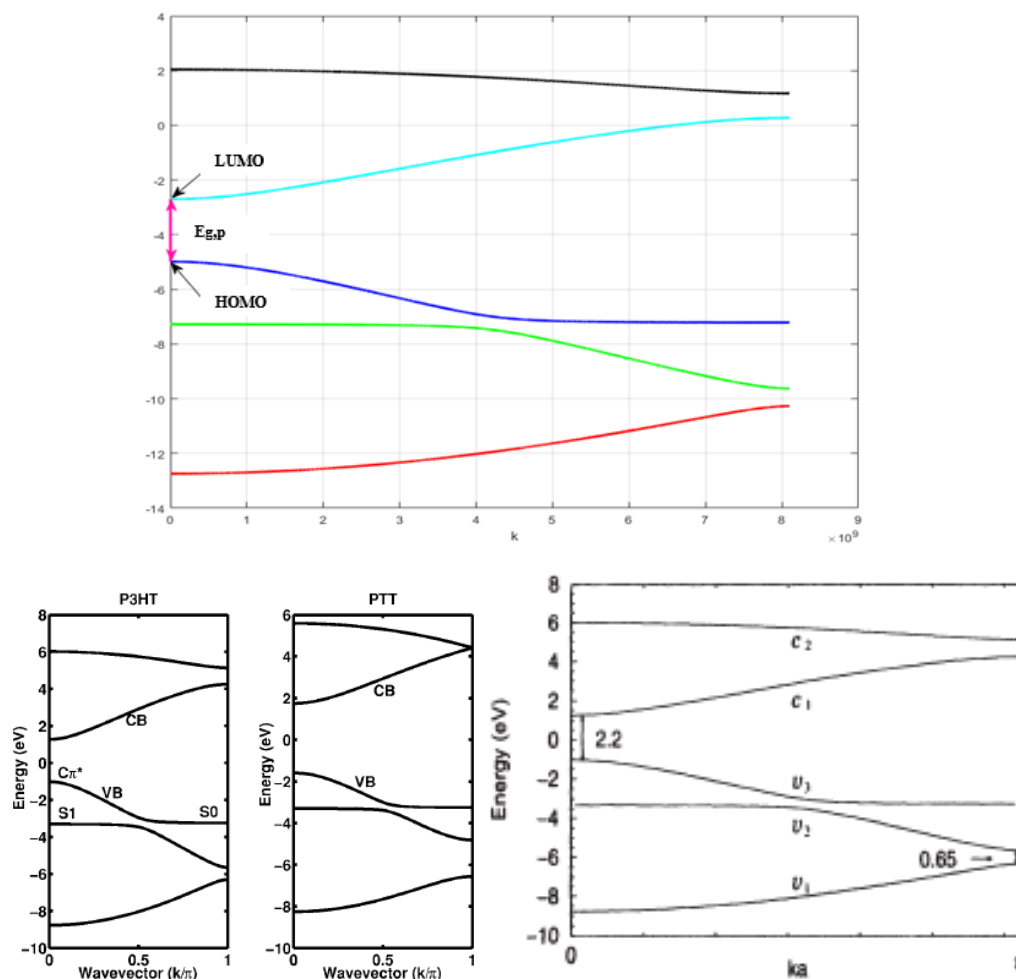 4
2
0
-2
-4
-6
-8
-10
-12
-14
LUMO
Eg,p
HOMO
0 1 2 3 4 5 6 7 8 9
k
×10⁹
P3HT
8
6
4
2
0
−2
−4
−6
−8
−10
Energy (eV)
CB
Cπ*
VB
S1 S0
0 0.5 1
Wavevector (k/π)
PTT
6
4
2
0
−2
−4
−6
−8
−10
Energy (eV)
CB
VB
0 0.5 1
Wavevector (k/π)
8
6
4
2
0
−2
−4
−6
−8
−10
Energy (eV)
c₂
c₁
2.2
υ₃
υ₂
0.65 →
υ₁
0
ka